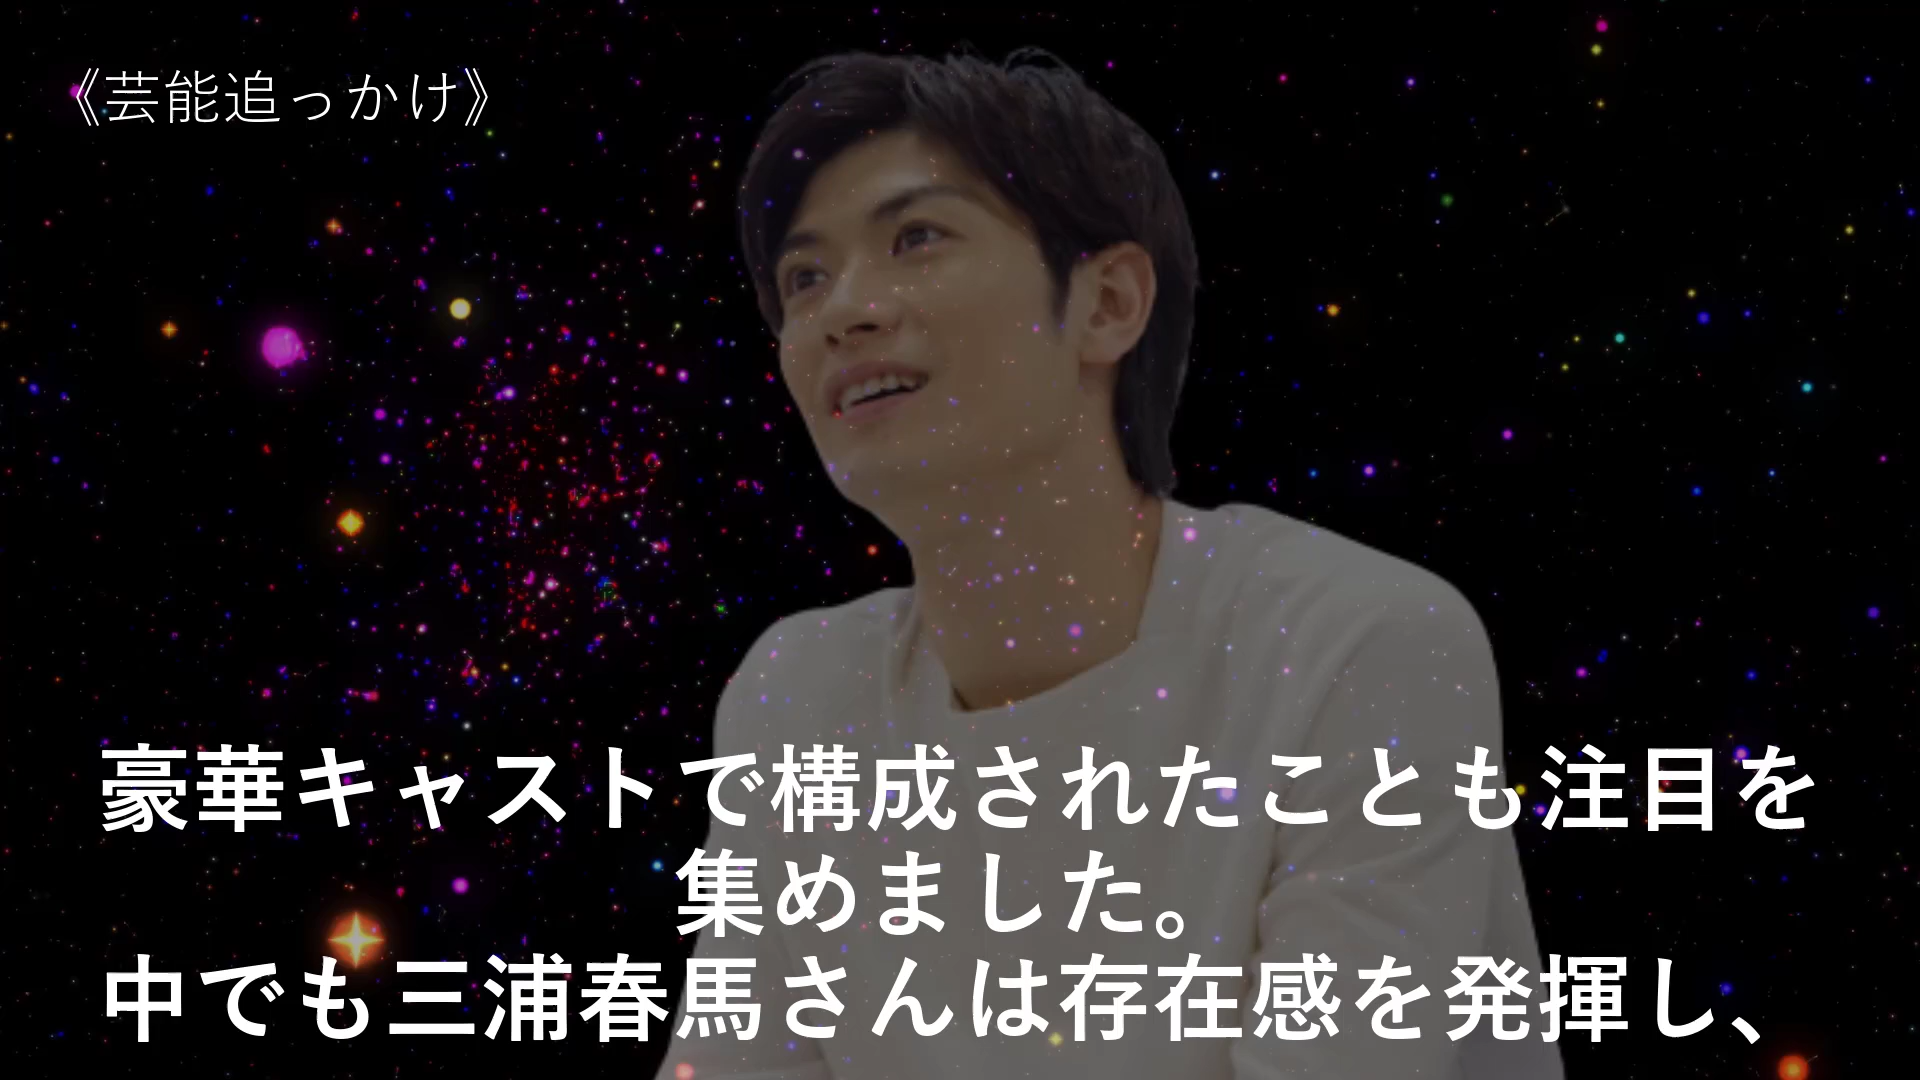 《芸能追っかけ》
豪華キャストで構成されたことも注目を
集めました。
中でも三浦春馬さんは存在感を発揮し、